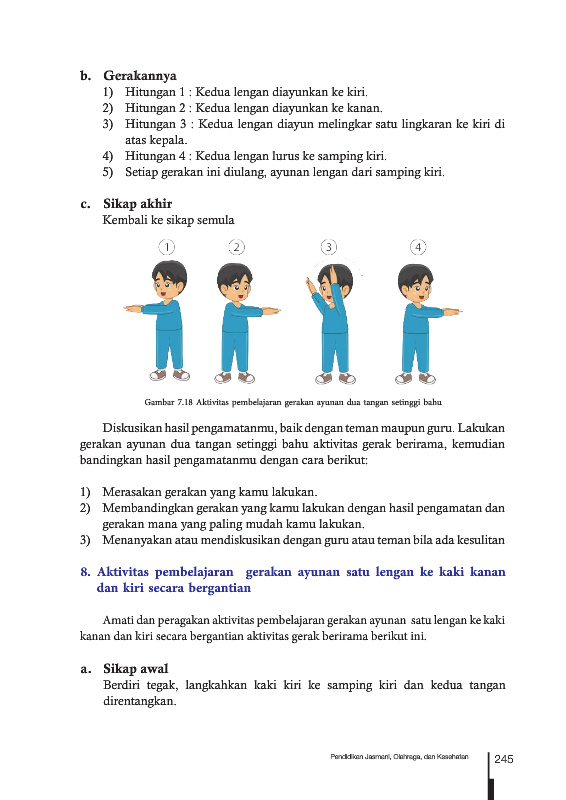 b. Gerakannya
1) Hitungan 1 : Kedua lengan diayunkan ke kiri.
2) Hitungan 2 : Kedua lengan diayunkan ke kanan.
3) Hitungan 3 : Kedua lengan diayun melingkar satu lingkaran ke kiri di
atas kepala.
4) Hitungan 4 : Kedua lengan lurus ke samping kiri.
5) Setiap gerakan ini diulang, ayunan lengan dari samping kiri.
c. Sikap akhir
Kembali ke sikap semula
1 2 3 4
Gambar 7.18 Aktivitas pembelajaran gerakan ayunan dua tangan setinggi bahu
Diskusikan hasil pengamatanmu, baik dengan teman maupun guru. Lakukan
gerakan ayunan dua tangan setinggi bahu aktivitas gerak berirama, kemudian
bandingkan hasil pengamatanmu dengan cara berikut:
1) Merasakan gerakan yang kamu lakukan.
2) Membandingkan gerakan yang kamu lakukan dengan hasil pengamatan dan
gerakan mana yang paling mudah kamu lakukan.
3) Menanyakan atau mendiskusikan dengan guru atau teman bila ada kesulitan
8. Aktivitas pembelajaran gerakan ayunan satu lengan ke kaki kanan
dan kiri secara bergantian
Amati dan peragakan aktivitas pembelajaran gerakan ayunan satu lengan ke kaki
kanan dan kiri secara bergantian aktivitas gerak berirama berikut ini.
a. Sikap awal
Berdiri tegak, langkahkan kaki kiri ke samping kiri dan kedua tangan
direntangkan.
Pendidikan Jasmani, Olehraga, dan Kesehatan 245